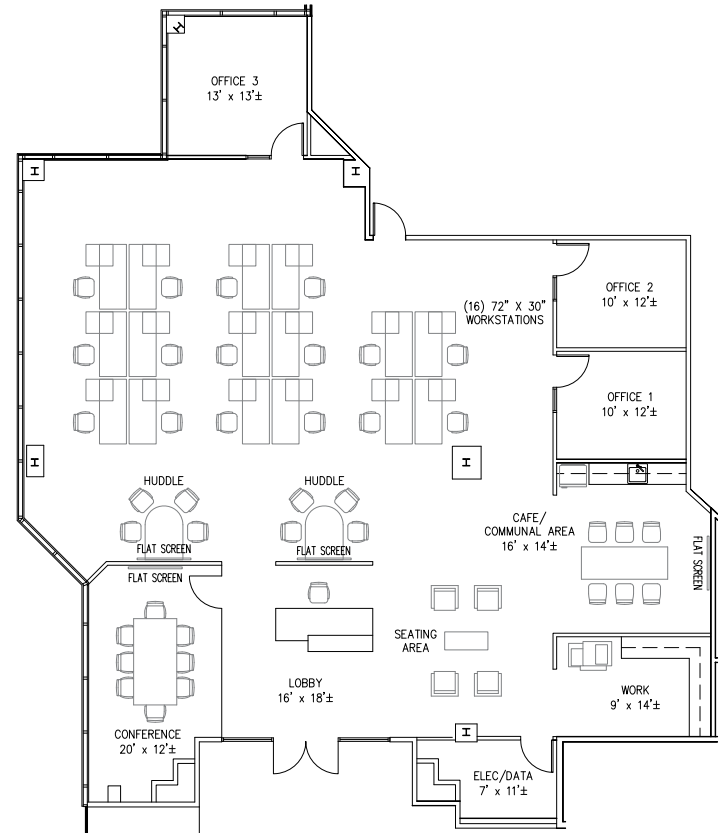 OFFICE 3
13' x 13'±
H
H
H
OFFICE 2
10' x 12'±
(16) 72" X 30"
WORKSTATIONS
OFFICE 1
10' x 12'±
H
H
HUDDLE
HUDDLE
CAFE/
COMMUNAL AREA
16' x 14'±
FLAT SCREEN
FLAT SCREEN
FLAT SCREEN
FLAT SCREEN
SEATING
AREA
LOBBY
16' x 18'±
WORK
9' x 14'±
CONFERENCE
20' x 12'±
H
ELEC/DATA
7' x 11'±